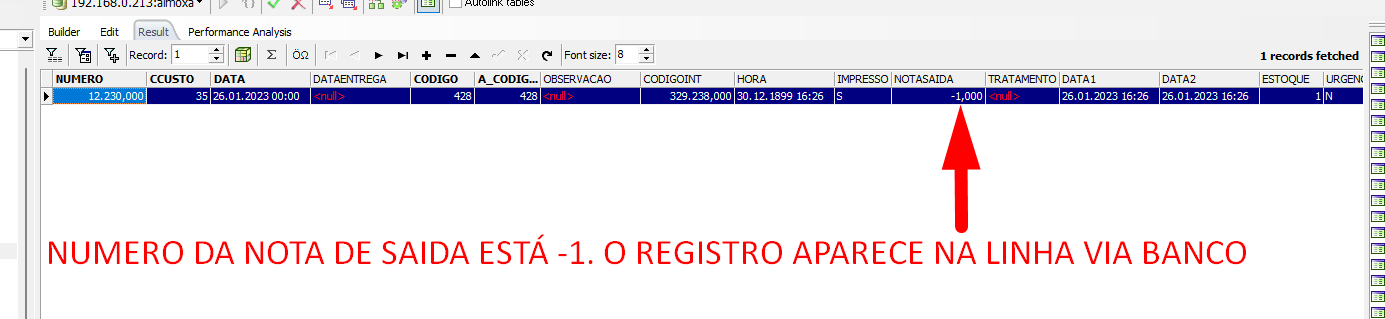 192.168.0.213:almoxa
Autolink tables
Builder Edit Result Performance Analysis
Record: 1 Σ ÖΩ Font size: 8 1 records fetched
NUMERO CCUSTO DATA DATAENTREGA CODIGO A_CODIG... OBSERVACAO CODIGOINT HORA IMPRESSO NOTASAIDA TRATAMENTO DATA1 DATA2 ESTOQUE URGENC
12.230,000 35 26.01.2023 00:00 <null> 428 428 <null> 329.238,000 30.12.1899 16:26 S -1,000 <null> 26.01.2023 16:26 26.01.2023 16:26 1 N
NUMERO DA NOTA DE SAIDA ESTÁ -1. O REGISTRO APARECE NA LINHA VIA BANCO